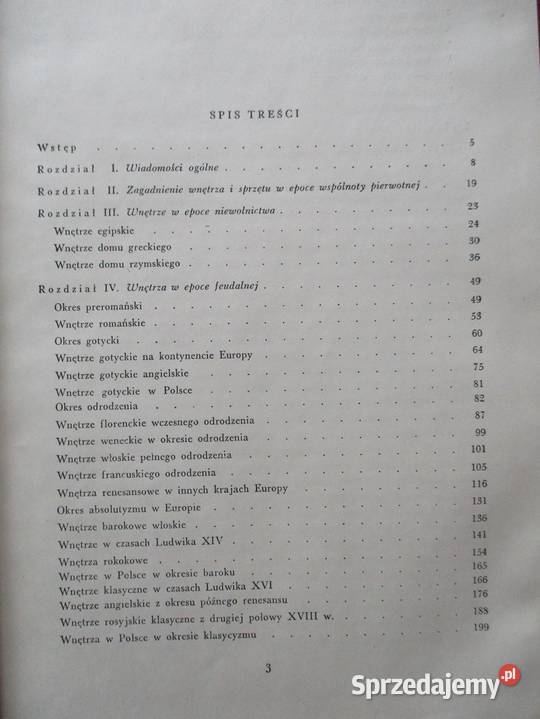 SPIS TREŚCI
Wstęp . . . . . . . . . . . . . . . . . . 5
Rozdział I. Wiadomości ogólne . . . . . . . . . . . 8
Rozdział II. Zagadnienie wnętrza i sprzętu w epoce wspólnoty pierwotnej . . 19
Rozdział III. Wnętrze w epoce niewolnictwa . . . . . . . . . 23
Wnętrze egipskie . . . . . . . . . . . . . 24
Wnętrze domu greckiego . . . . . . . . . . . . 30
Wnętrze domu rzymskiego . . . . . . . . . . . . 36
Rozdział IV. Wnętrza w epoce feudalnej . . . . . . . . . . 49
Okres preromański . . . . . . . . . . . . . 49
Wnętrze romańskie . . . . . . . . . . . . . 53
Okres gotycki . . . . . . . . . . . . . . 60
Wnętrze gotyckie na kontynencie Europy . . . . . . . . . 64
Wnętrze gotyckie angielskie . . . . . . . . . . . 75
Wnętrze gotyckie w Polsce . . . . . . . . . . . 81
Okres odrodzenia . . . . . . . . . . . . . 82
Wnętrze florenckie wczesnego odrodzenia . . . . . . . . . 87
Wnętrze weneckie w okresie odrodzenia . . . . . . . . . 99
Wnętrze włoskie pełnego odrodzenia . . . . . . . . . . 101
Wnętrze francuskiego odrodzenia . . . . . . . . . . 105
Wnętrza renesansowe w innych krajach Europy . . . . . . . . 116
Okres absolutyzmu w Europie . . . . . . . . . . . 131
Wnętrze barokowe włoskie . . . . . . . . . . . . 136
Wnętrze w czasach Ludwika XIV . . . . . . . . . . . 141
Wnętrza rokokowe . . . . . . . . . . . . . 154
Wnętrze w Polsce w okresie baroku . . . . . . . . . . 165
Wnętrze klasyczne w czasach Ludwika XVI . . . . . . . . . 166
Wnętrze angielskie z okresu późnego renesansu . . . . . . . 176
Wnętrze rosyjskie klasyczne z drugiej połowy XVIII w. . . . . . . 188
Wnętrza w Polsce w okresie klasycyzmu . . . . . . . . . 199
3
Sprzedajemy.pl